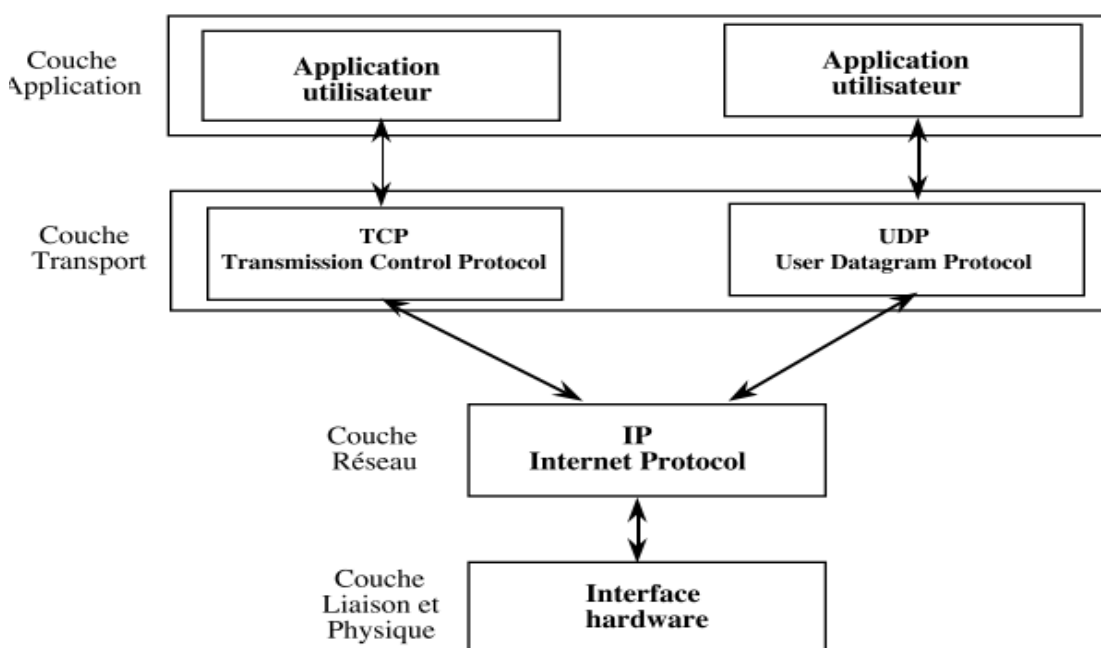 Couche
Application
Application
utilisateur
Application
utilisateur
Couche
Transport
TCP
Transmission Control Protocol
UDP
User Datagram Protocol
Couche
Réseau
IP
Internet Protocol
Couche
Liaison et
Physique
Interface
hardware